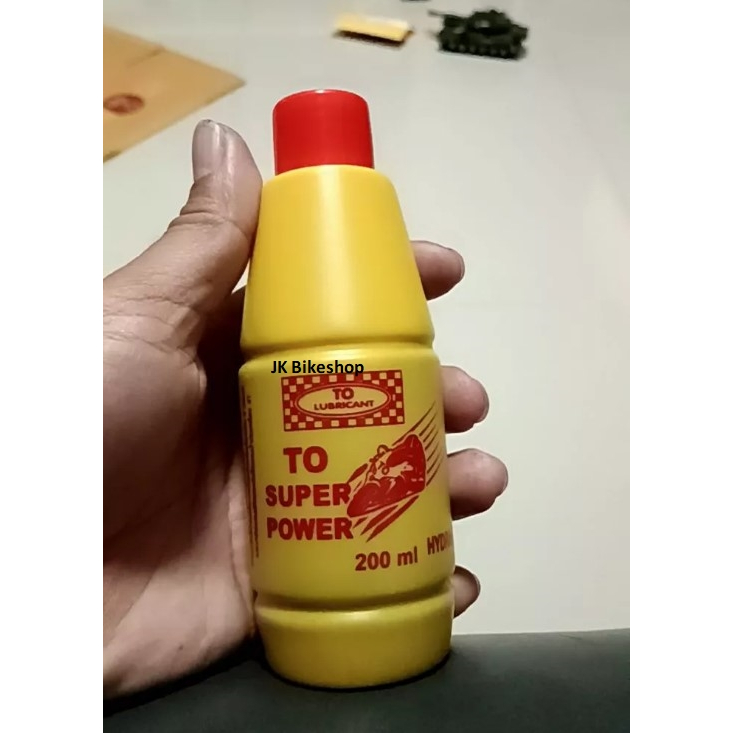 JK Bikeshop
TO
LUBRICANT
TO
SUPER
POWER
200 ml